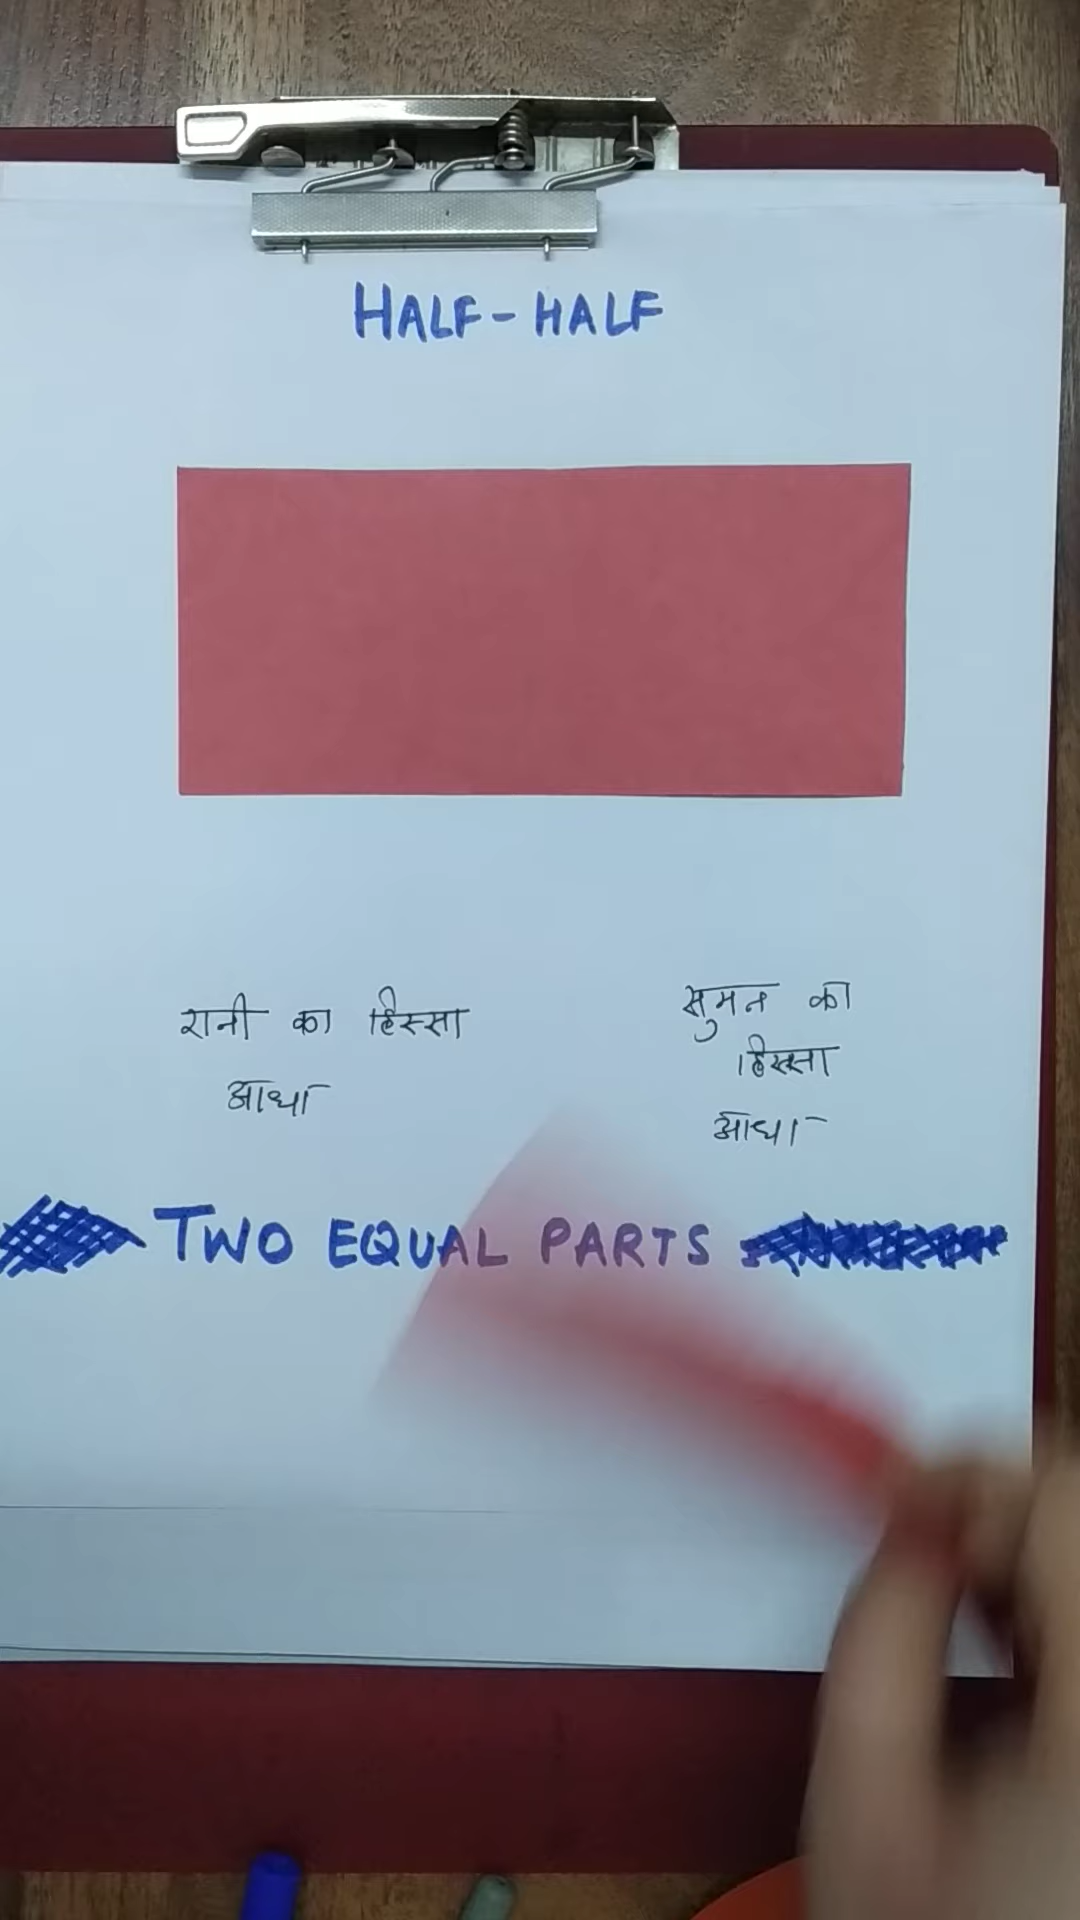 HALF - HALF
रानी का हिस्सा
आधा
सुमन का
हिस्सा
आधा
TWO EQUAL PARTS